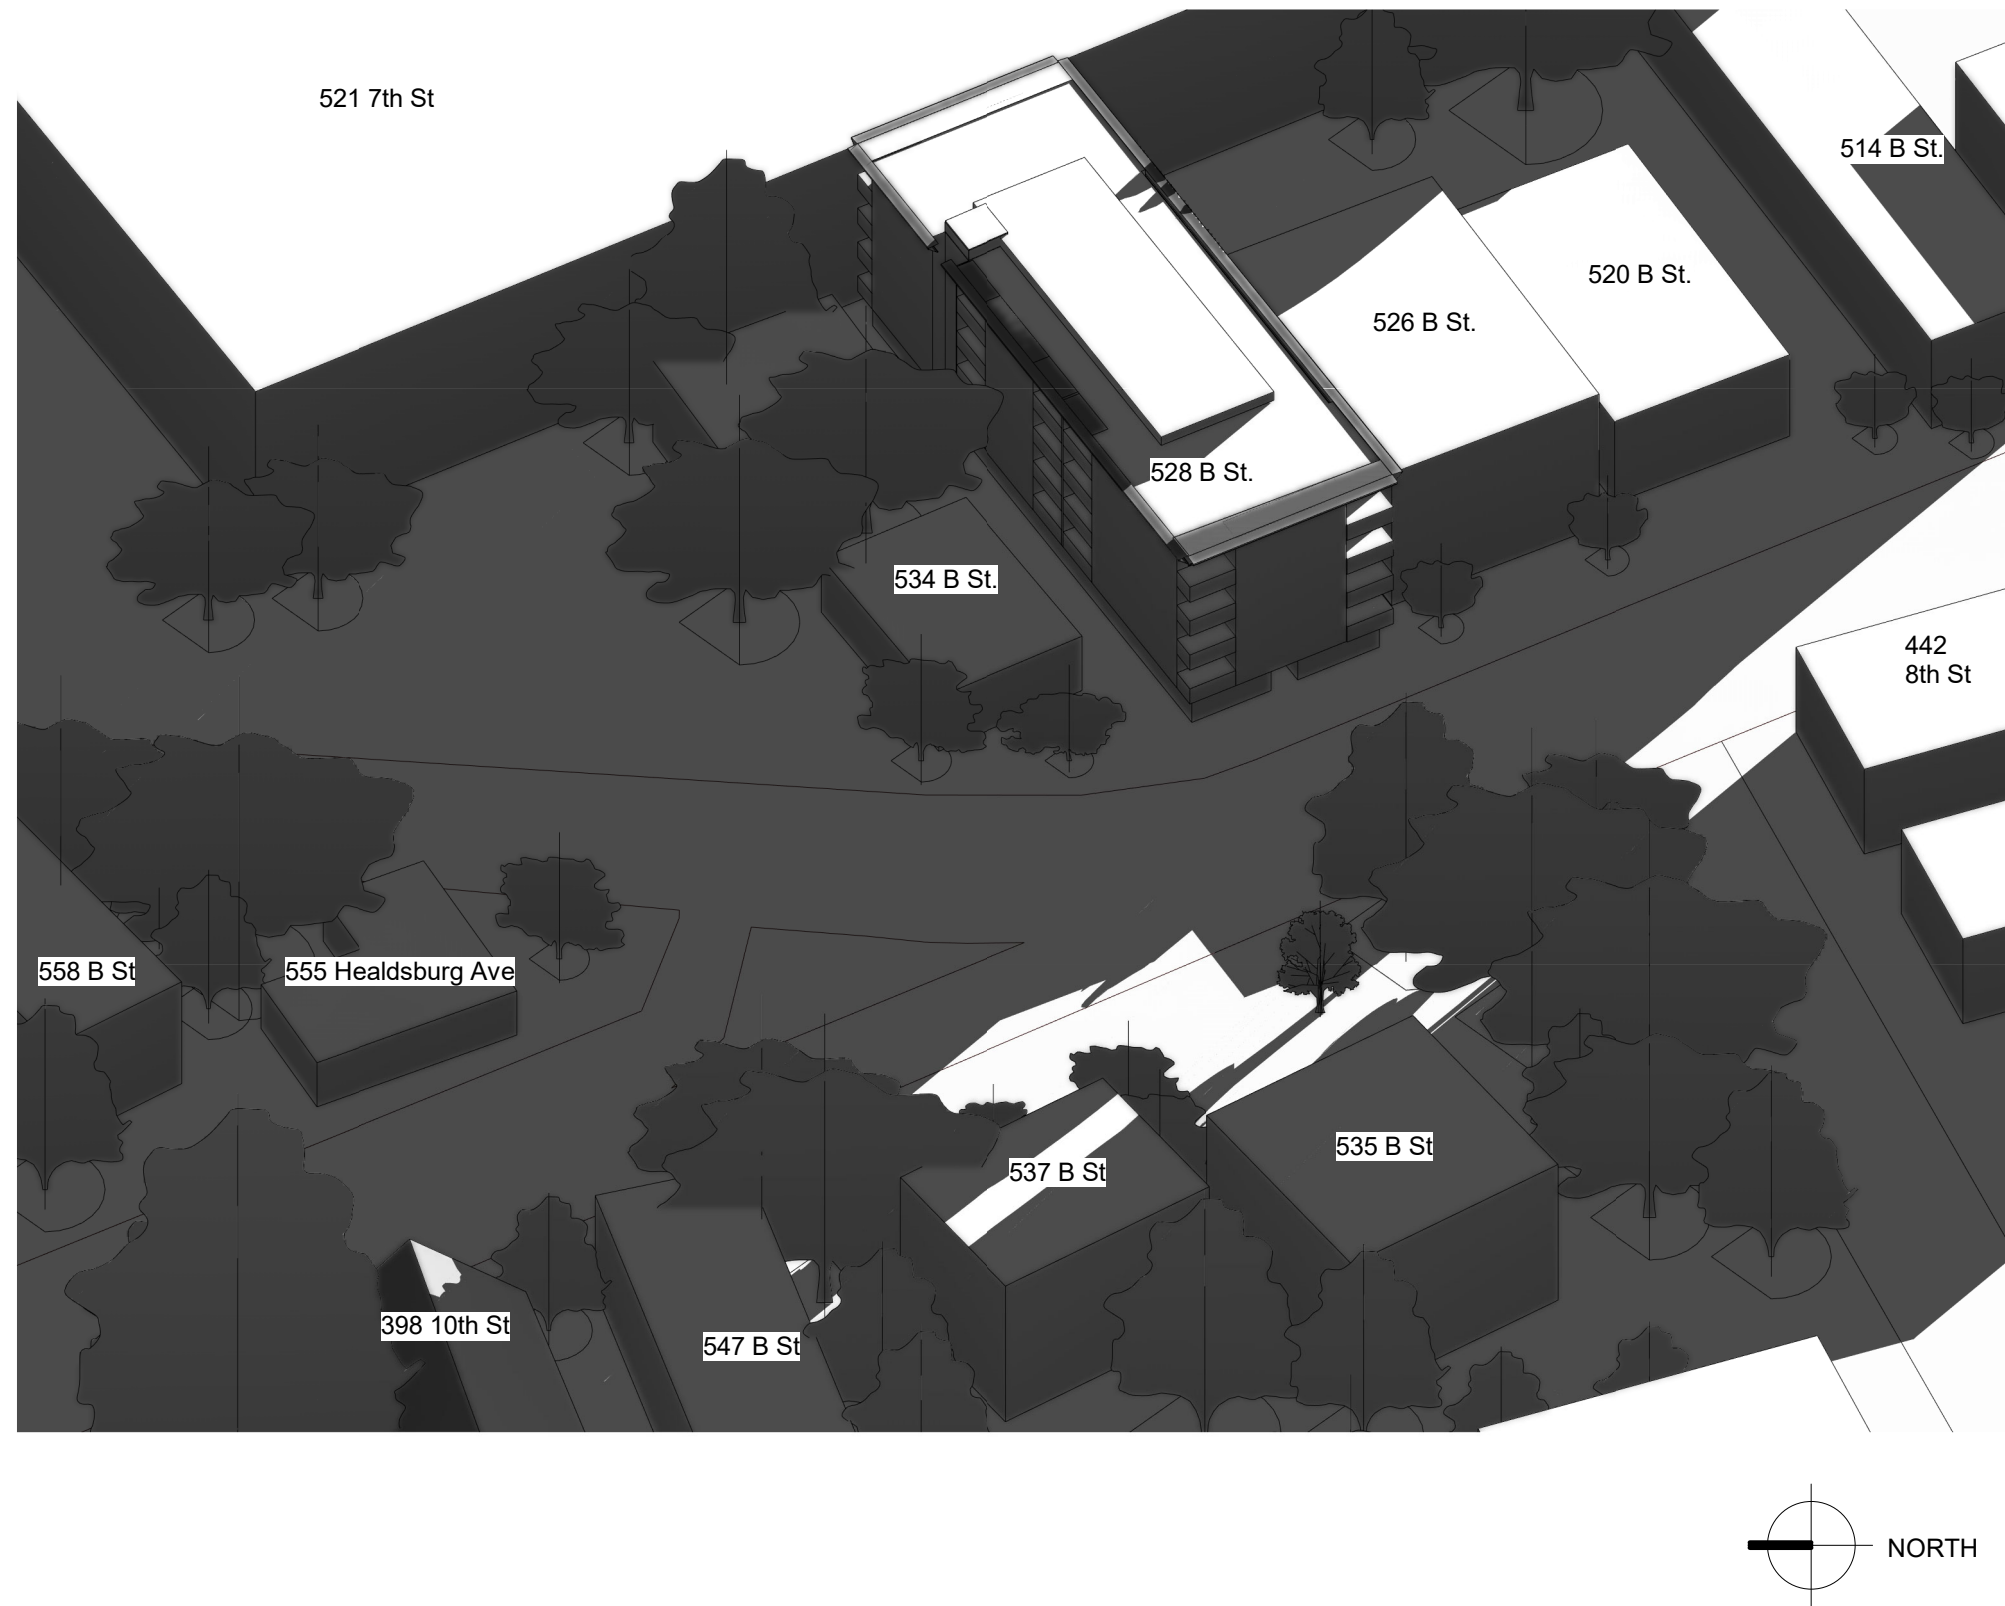 521 7th St
514 B St.
520 B St.
526 B St.
528 B St.
534 B St.
442
8th St
558 B St
555 Healdsburg Ave
535 B St
537 B St
398 10th St
547 B St
NORTH